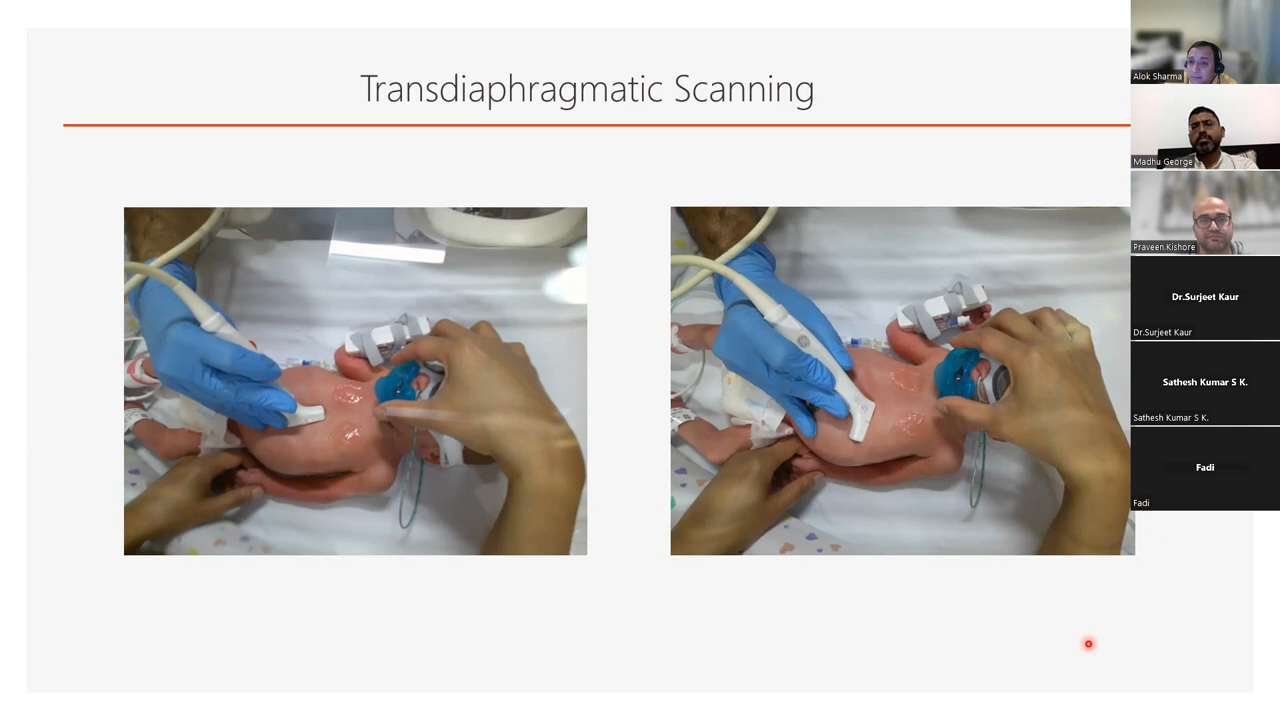 Transdiaphragmatic Scanning
Alok Sharma
Madhu George
Praveen.Kishore
Dr.Surjeet Kaur
Dr.Surjeet Kaur
Sathesh Kumar S K.
Sathesh Kumar S K.
Fadi
Fadi